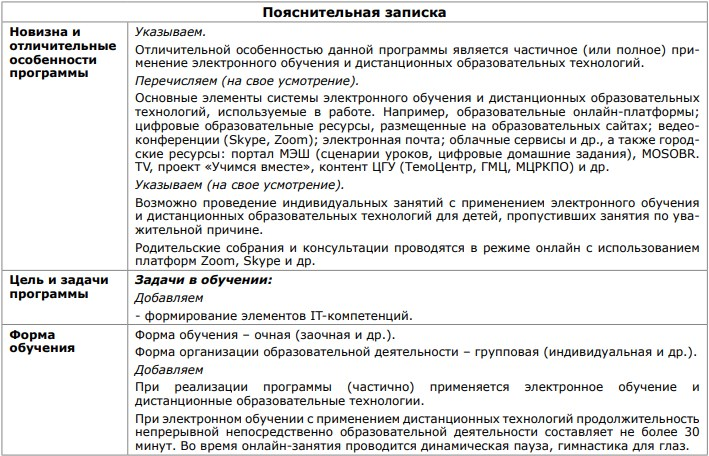 Пояснительная записка
Новизна и
отличительные
особенности
программы
Указываем.
Отличительной особенностью данной программы является частичное (или полное) при-
менение электронного обучения и дистанционных образовательных технологий.
Перечисляем (на свое усмотрение).
Основные элементы системы электронного обучения и дистанционных образовательных
технологий, используемые в работе. Например, образовательные онлайн-платформы;
цифровые образовательные ресурсы, размещенные на образовательных сайтах; ведео-
конференции (Skype, Zoom); электронная почта; облачные сервисы и др., а также город-
ские ресурсы: портал МЭШ (сценарии уроков, цифровые домашние задания), MOSOBR.
TV, проект «Учимся вместе», контент ЦГУ (ТемоЦентр, ГМЦ, МЦРКПО) и др.
Указываем (на свое усмотрение).
Возможно проведение индивидуальных занятий с применением электронного обучения
и дистанционных образовательных технологий для детей, пропустивших занятия по ува-
жительной причине.
Родительские собрания и консультации проводятся в режиме онлайн с использованием
платформ Zoom, Skype и др.
Цель и задачи
программы
Задачи в обучении:
Добавляем
- формирование элементов IT-компетенций.
Форма
обучения
Форма обучения – очная (заочная и др.).
Форма организации образовательной деятельности – групповая (индивидуальная и др.).
Добавляем
При реализации программы (частично) применяется электронное обучение и
дистанционные образовательные технологии.
При электронном обучении с применением дистанционных технологий продолжительность
непрерывной непосредственно образовательной деятельности составляет не более 30
минут. Во время онлайн-занятия проводится динамическая пауза, гимнастика для глаз.